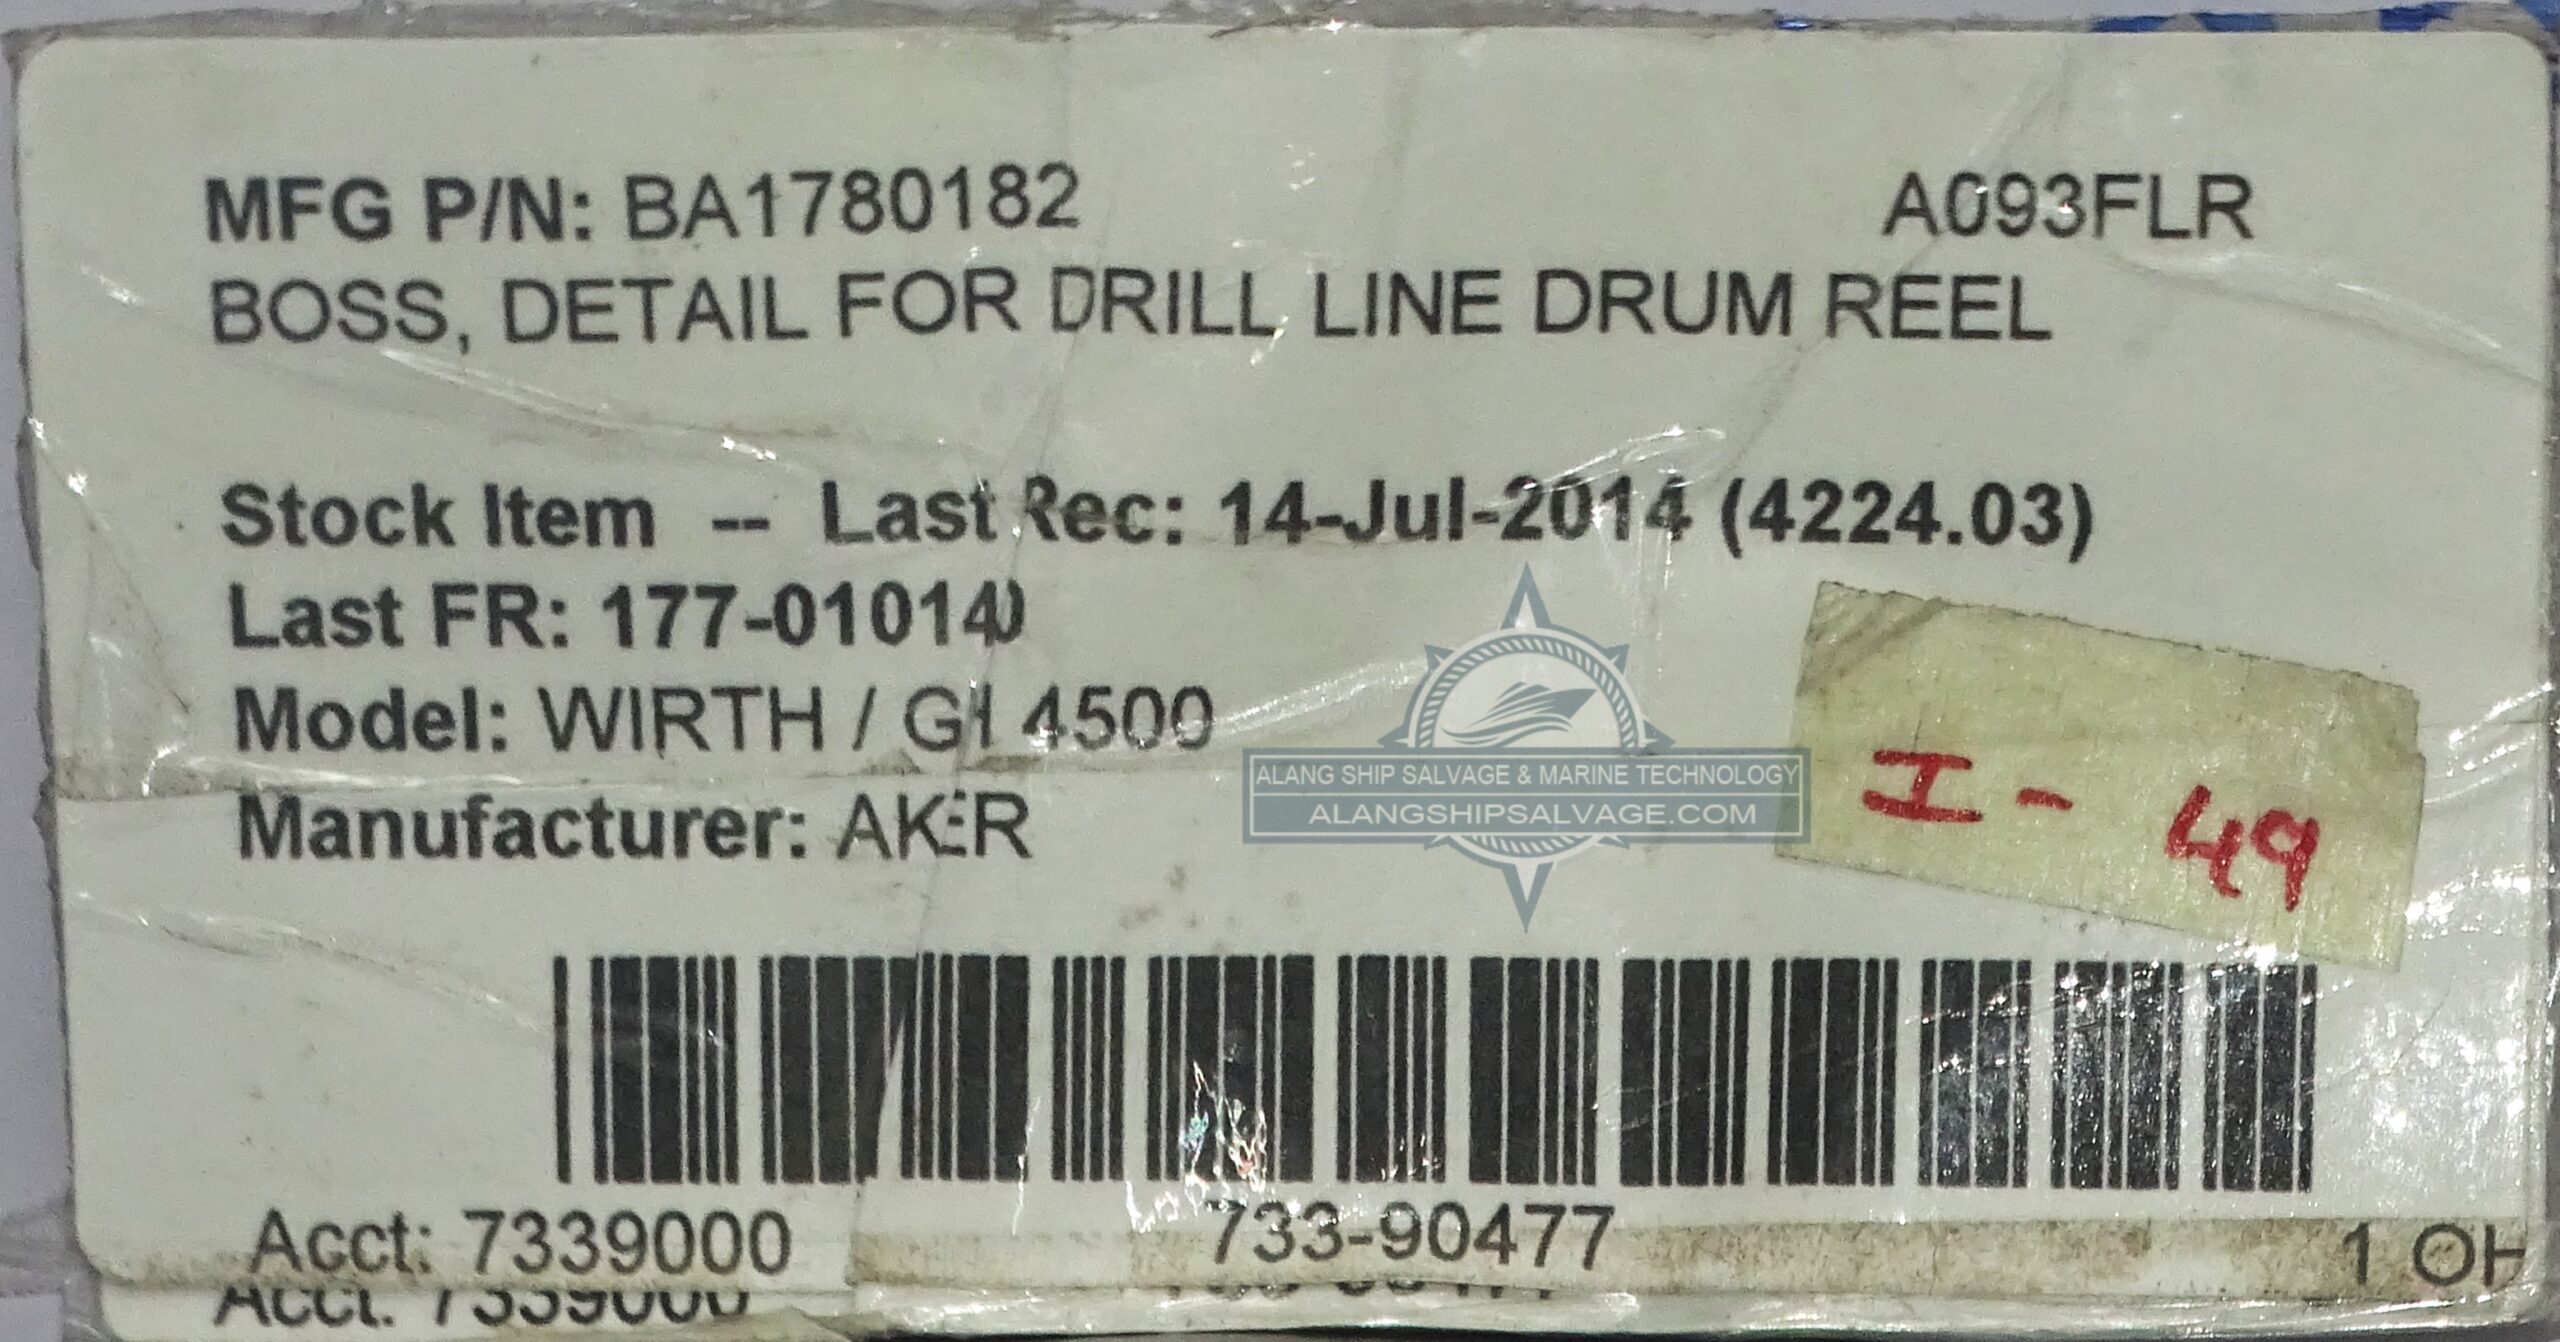 MFG P/N: BA1780182 A093FLR
BOSS, DETAIL FOR DRILL LINE DRUM REEL
Stock Item -- Last Rec: 14-Jul-2014 (4224.03)
Last FR: 177-01014
Model: WIRTH / GH 4500
ALANG SHIP SALVAGE & MARINE TECHNOLOGY
ALANGSHIPSALVAGE.COM
I - 49
Manufacturer: AKER
Acct: 7339000 733-90477 1 OH
Acct: 7339000